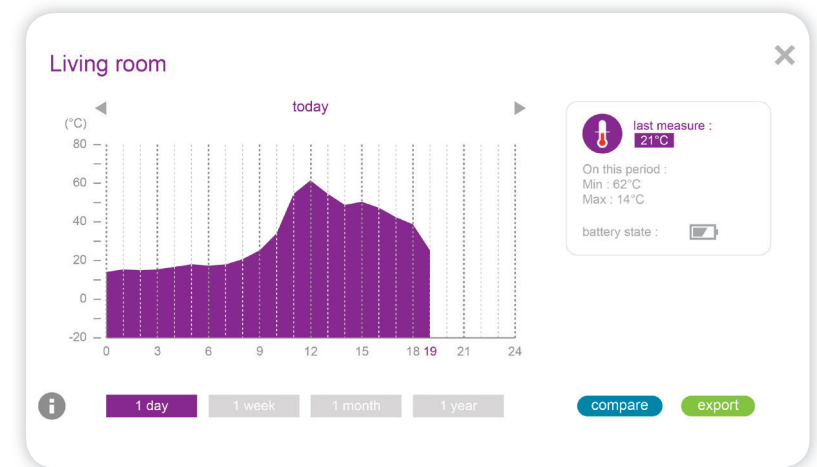 Living room
today
(°C)
80
60
40
20
0
-20
0 3 6 9 12 15 18 19 21 24
last measure :
21°C
On this period :
Min : 62°C
Max : 14°C
battery state :
1 day 1 week 1 month 1 year
compare export